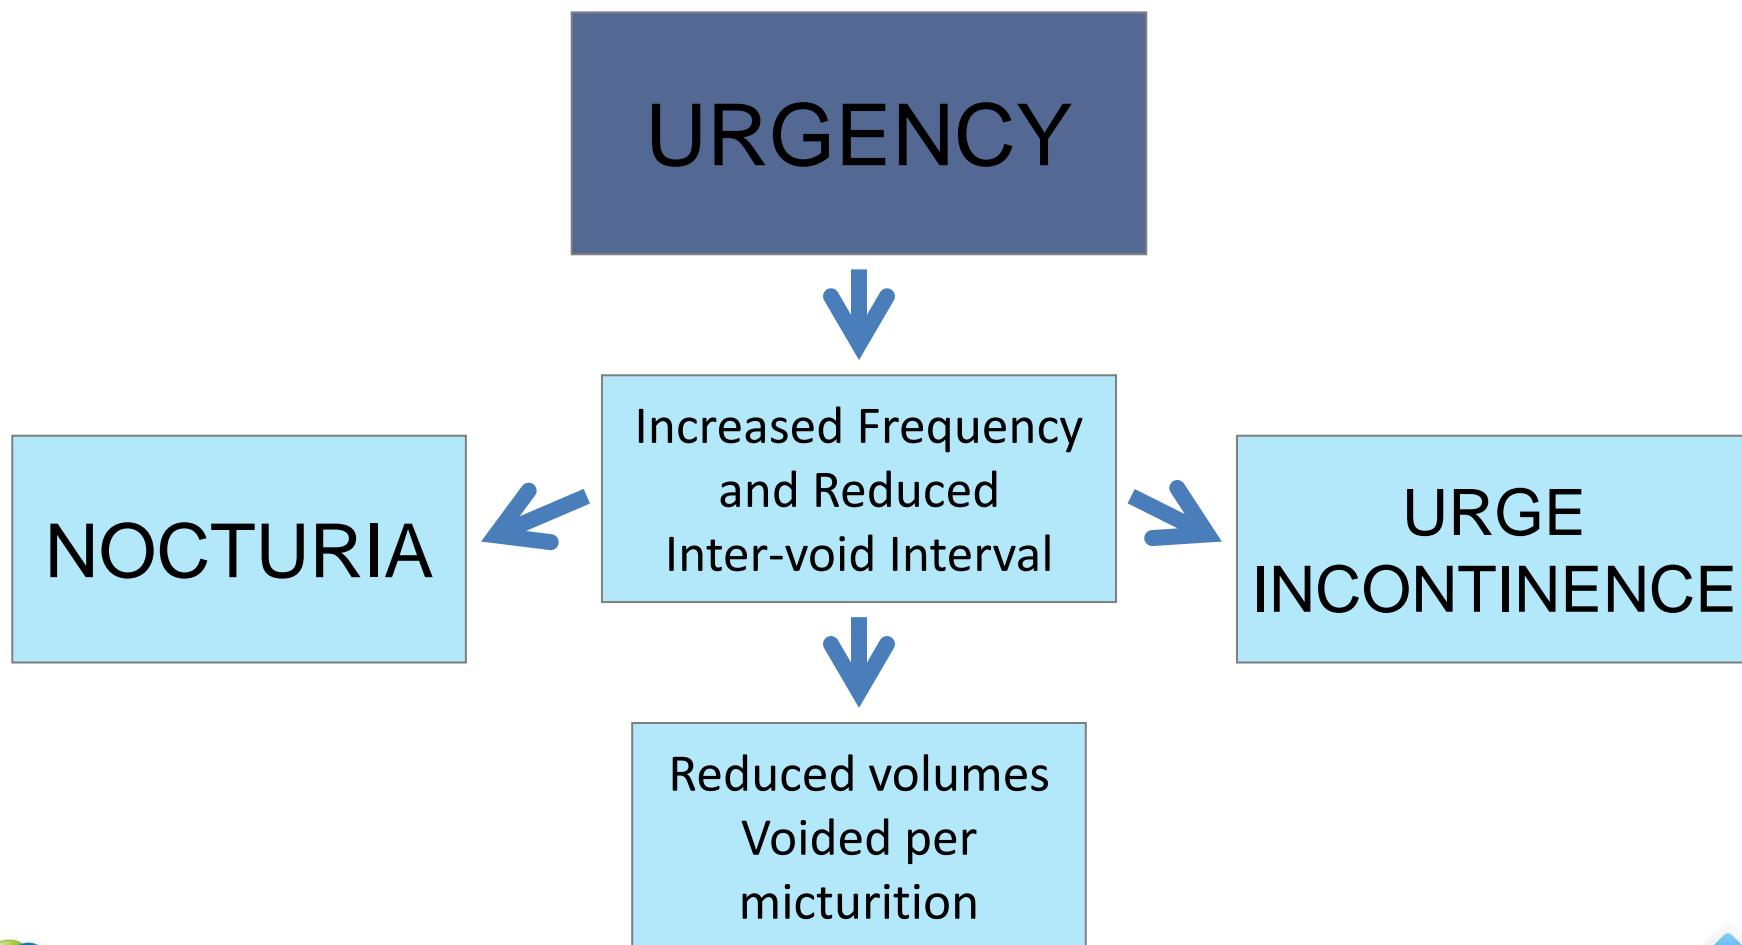 URGENCY
Increased Frequency
and Reduced
Inter-void Interval
NOCTURIA
URGE
INCONTINENCE
Reduced volumes
Voided per
micturition